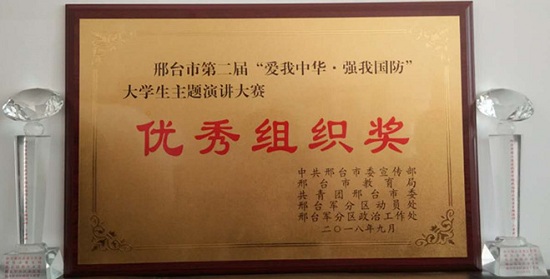 邢台市第二届“爱我中华·强我国防”
大学生主题演讲大赛
优秀组织奖
中共邢台市委宣传部
邢台市教育局
共青团邢台市委
邢台军分区动员处
邢台军分区政治工作处
二〇一八年九月